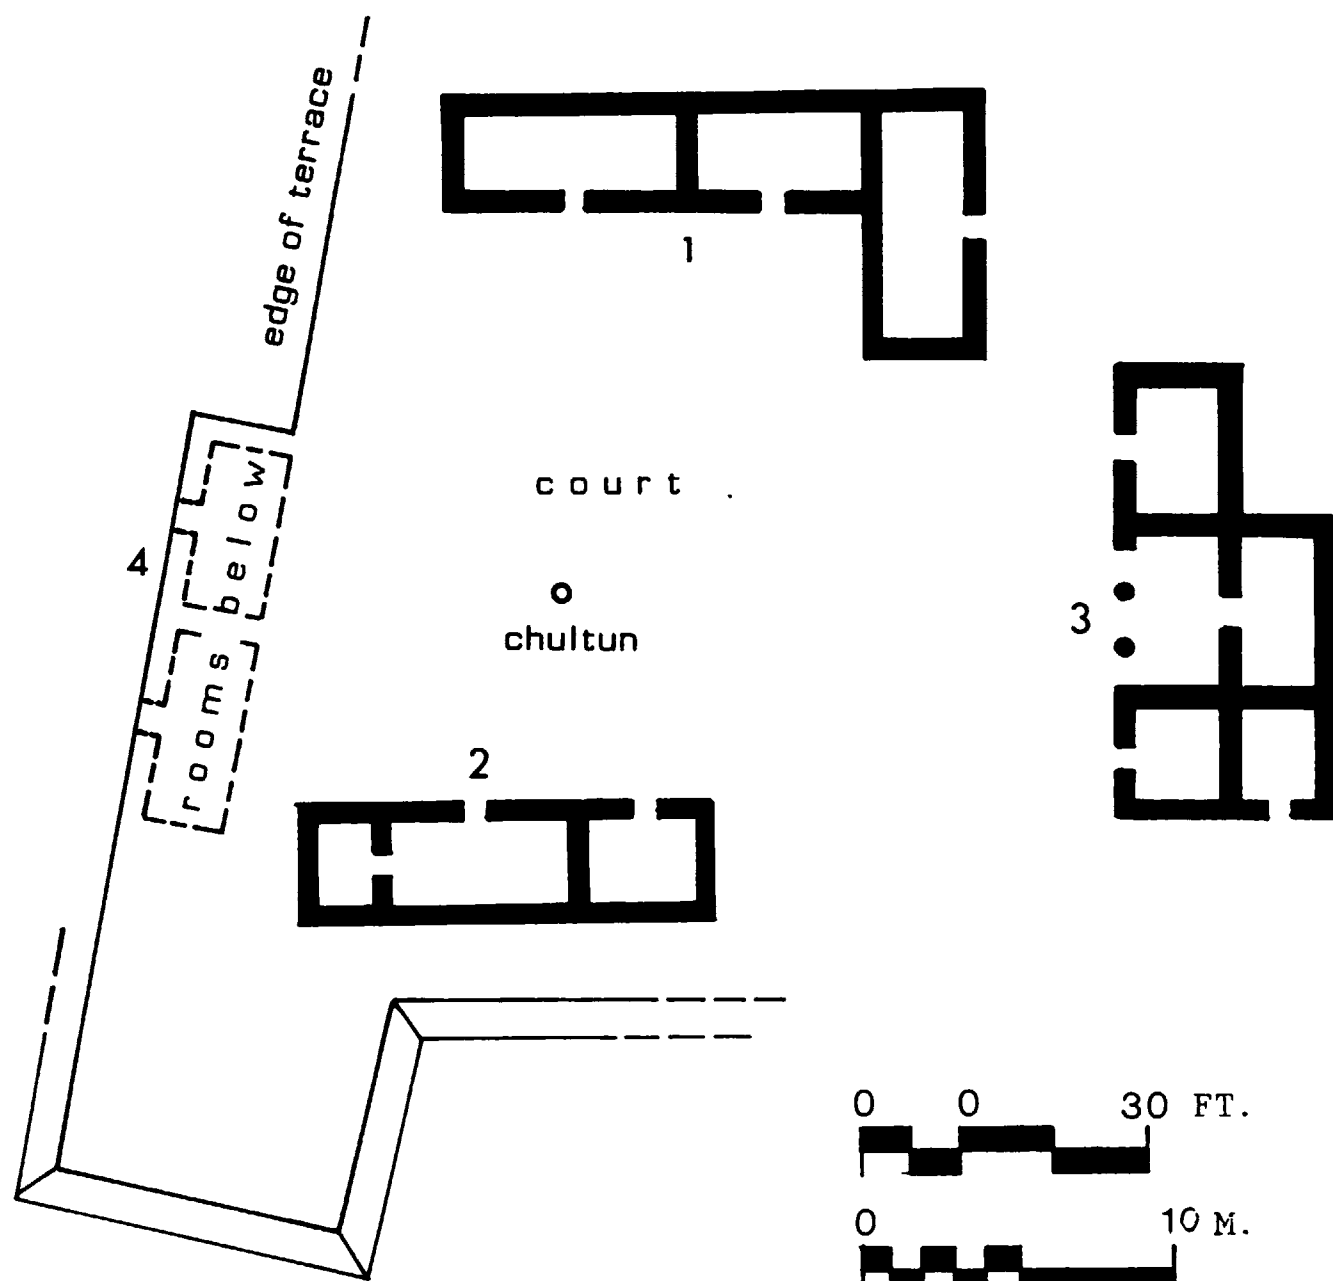 edge of terrace
1
court
4
rooms below
chultun
3
2
0 0 30 FT.
0 10 M.